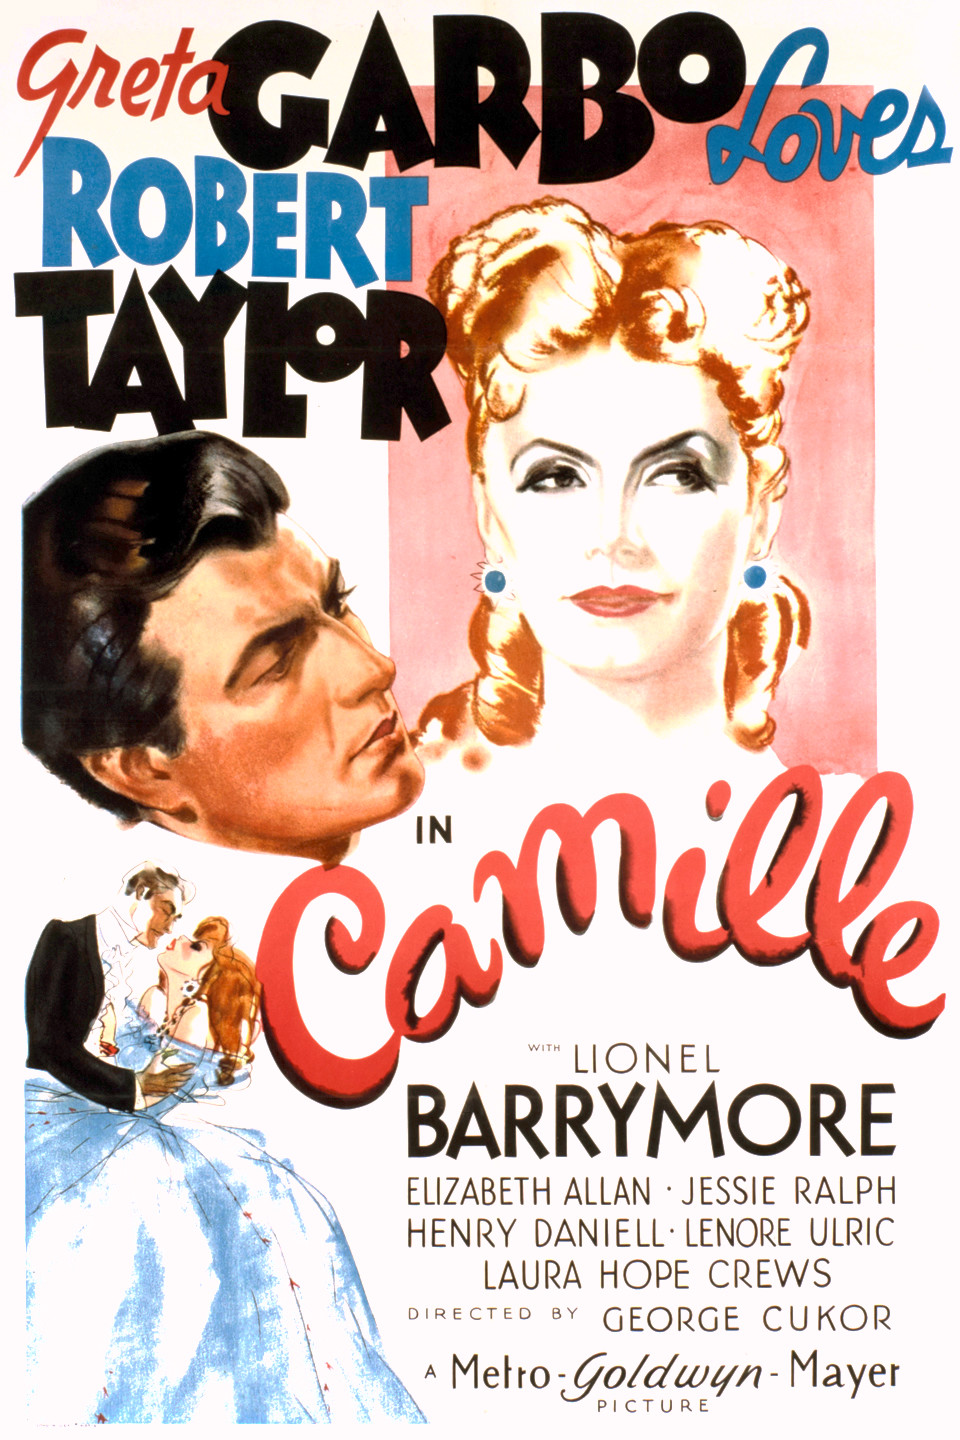 Greta GARBO Loves
ROBERT
TAYLOR
IN
Camille
WITH LIONEL
BARRYMORE
ELIZABETH ALLAN · JESSIE RALPH
HENRY DANIELL · LENORE ULRIC
LAURA HOPE CREWS
DIRECTED BY GEORGE CUKOR
A Metro-Goldwyn-Mayer
PICTURE